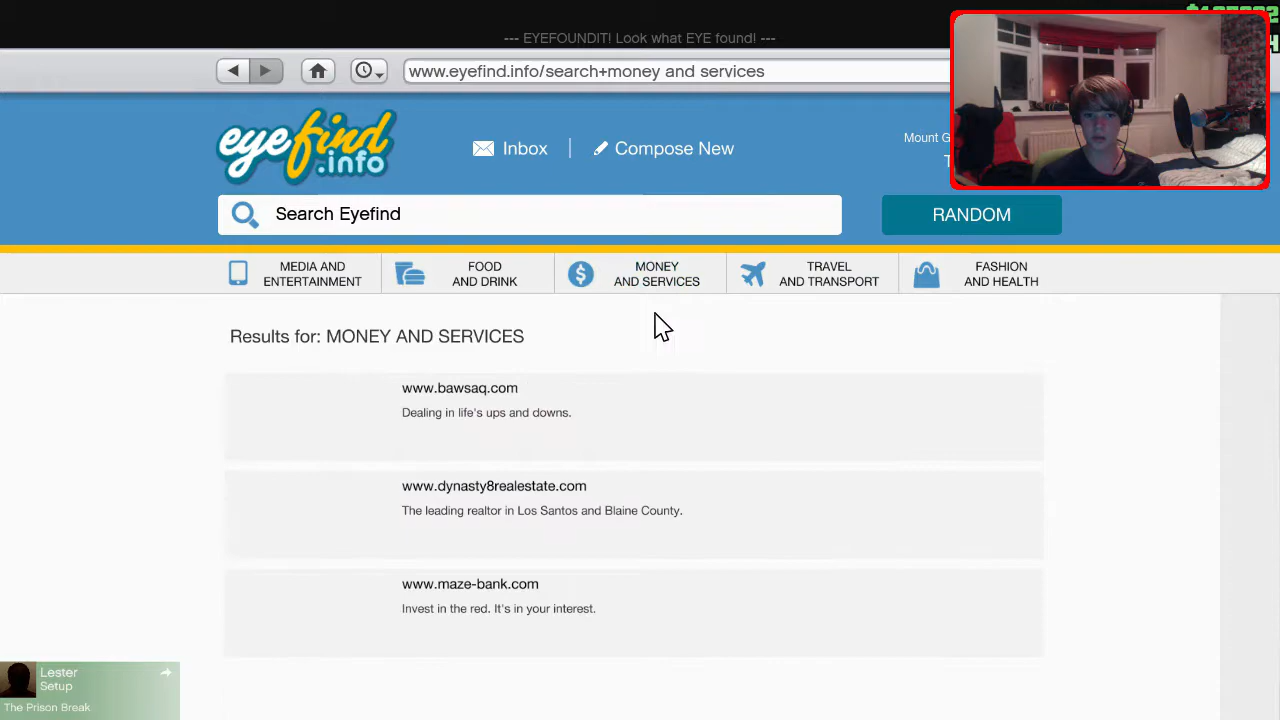 --- EYEFOUNDIT! Look what EYE found! ---
www.eyefind.info/search+money and services
eyefind
.info
Inbox
Compose New
Mount G
Search Eyefind
RANDOM
MEDIA AND
ENTERTAINMENT
FOOD
AND DRINK
MONEY
AND SERVICES
TRAVEL
AND TRANSPORT
FASHION
AND HEALTH
Results for: MONEY AND SERVICES
www.bawsaq.com
Dealing in life's ups and downs.
www.dynasty8realestate.com
The leading realtor in Los Santos and Blaine County.
www.maze-bank.com
Invest in the red. It's in your interest.
Lester
Setup
The Prison Break